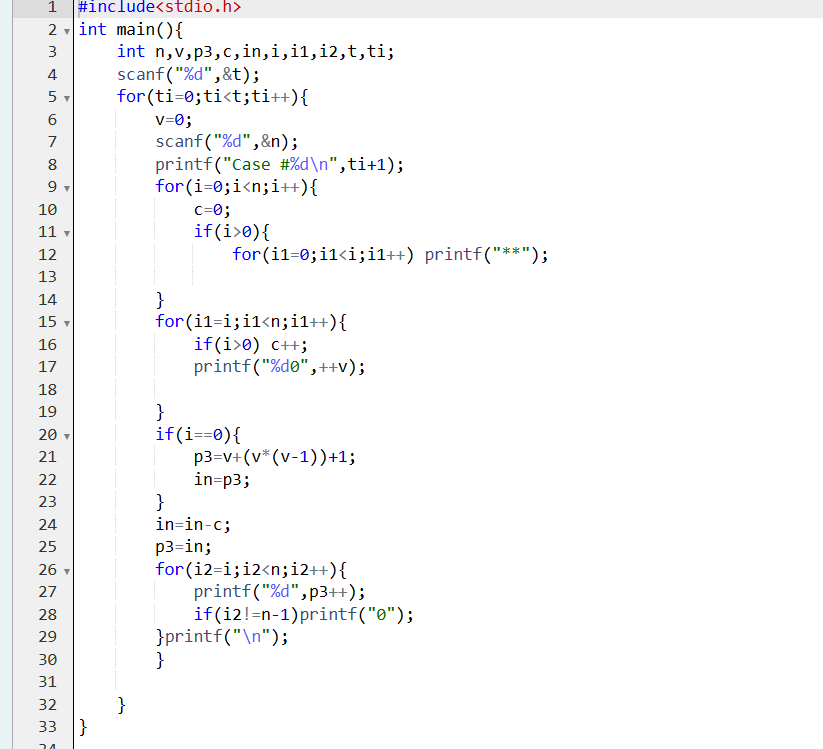 1 #include<stdio.h>
2 int main(){
3 int n,v,p3,c,in,i,i1,i2,t,ti;
4 scanf("%d",&t);
5 for(ti=0;ti<t;ti++){
6 v=0;
7 scanf("%d",&n);
8 printf("Case #%d\n",ti+1);
9 for(i=0;i<n;i++){
10 c=0;
11 if(i>0){
12 for(i1=0;i1<i;i1++) printf("**");
13
14 }
15 for(i1=i;i1<n;i1++){
16 if(i>0) c++;
17 printf("%d0",++v);
18
19 }
20 if(i==0){
21 p3=v+(v*(v-1))+1;
22 in=p3;
23 }
24 in=in-c;
25 p3=in;
26 for(i2=i;i2<n;i2++){
27 printf("%d",p3++);
28 if(i2!=n-1)printf("0");
29 }printf("\n");
30 }
31
32 }
33 }